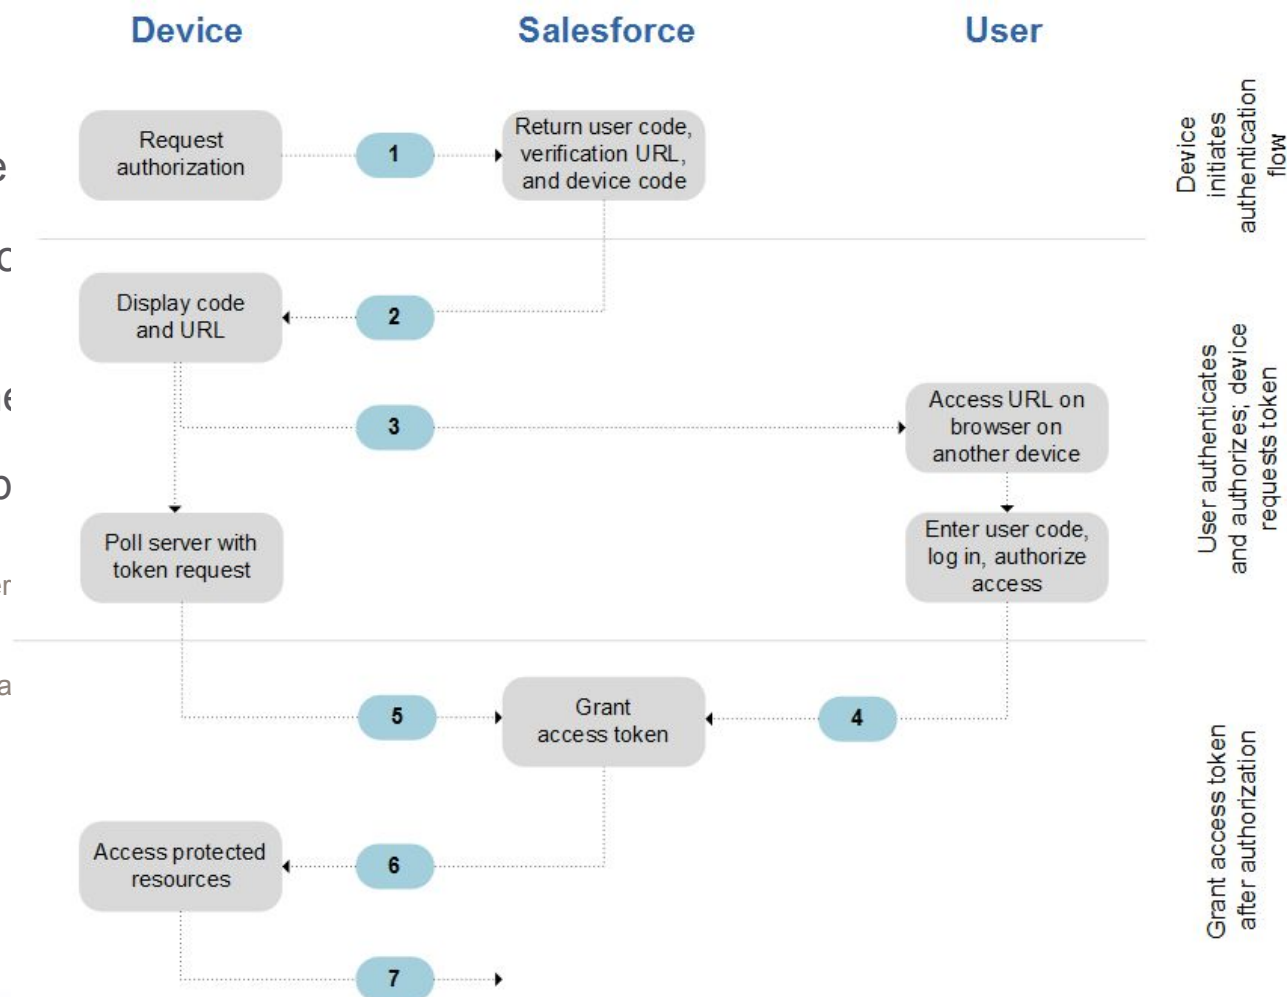 Device
Salesforce
User
Request
authorization
1
Return user code,
verification URL,
and device code
Device
initiates
authentication
flow
Display code
and URL
2
3
Access URL on
browser on
another device
User authenticates
and authorizes; device
requests token
Poll server with
token request
Enter user code,
log in, authorize
access
5
Grant
access token
4
Access protected
resources
6
Grant access token
after authorization
7